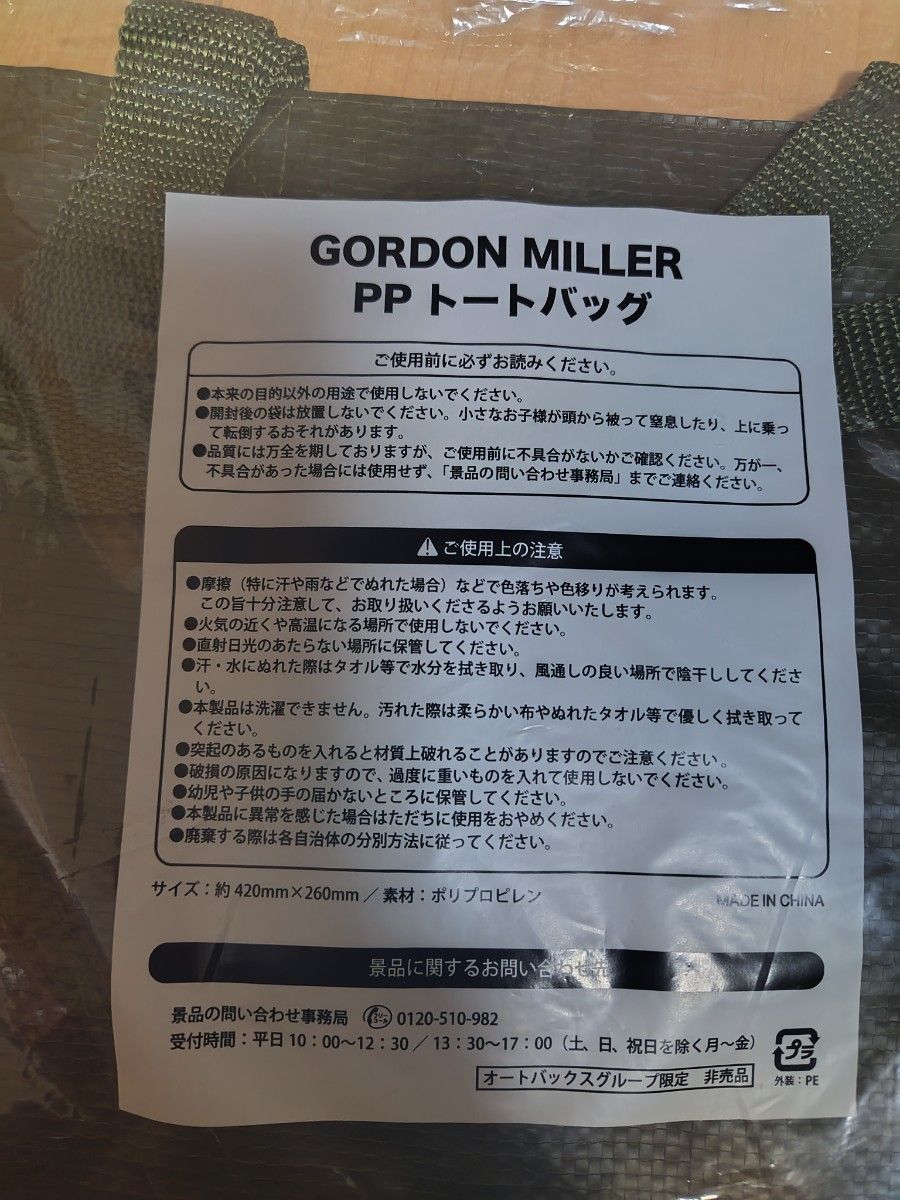 GORDON MILLER
PP トートバッグ
ご使用前に必ずお読みください。
●本来の目的以外の用途で使用しないでください。
●開封後の袋は放置しないでください。小さなお子様が頭から被って窒息したり、上に乗っ
て転倒するおそれがあります。
●品質には万全を期しておりますが、ご使用前に不具合がないかご確認ください。万が一、
不具合があった場合には使用せず、「景品の問い合わせ事務局」までご連絡ください。
⚠ ご使用上の注意
●摩擦（特に汗や雨などでぬれた場合）などで色落ちや色移りが考えられます。
この旨十分注意して、お取り扱いくださるようお願いいたします。
●火気の近くや高温になる場所で使用しないでください。
●直射日光のあたらない場所に保管してください。
●汗・水にぬれた際はタオル等で水分を拭き取り、風通しの良い場所で陰干ししてくださ
い。
●本製品は洗濯できません。汚れた際は柔らかい布やぬれたタオル等で優しく拭き取って
ください。
●突起のあるものを入れると材質上破れることがありますのでご注意ください。
●破損の原因になりますので、過度に重いものを入れて使用しないでください。
●幼児や子供の手の届かないところに保管してください。
●本製品に異常を感じた場合はただちに使用をおやめください。
●廃棄する際は各自治体の分別方法に従ってください。
サイズ：約 420mm×260mm ／ 素材：ポリプロピレン
MADE IN CHINA
景品に関するお問い合わせ先
景品の問い合わせ事務局 フリーコール 0120-510-982
受付時間：平日 10：00〜12：30 ／ 13：30〜17：00（土、日、祝日を除く月〜金）
オートバックスグループ限定 非売品
プラ
外装：PE